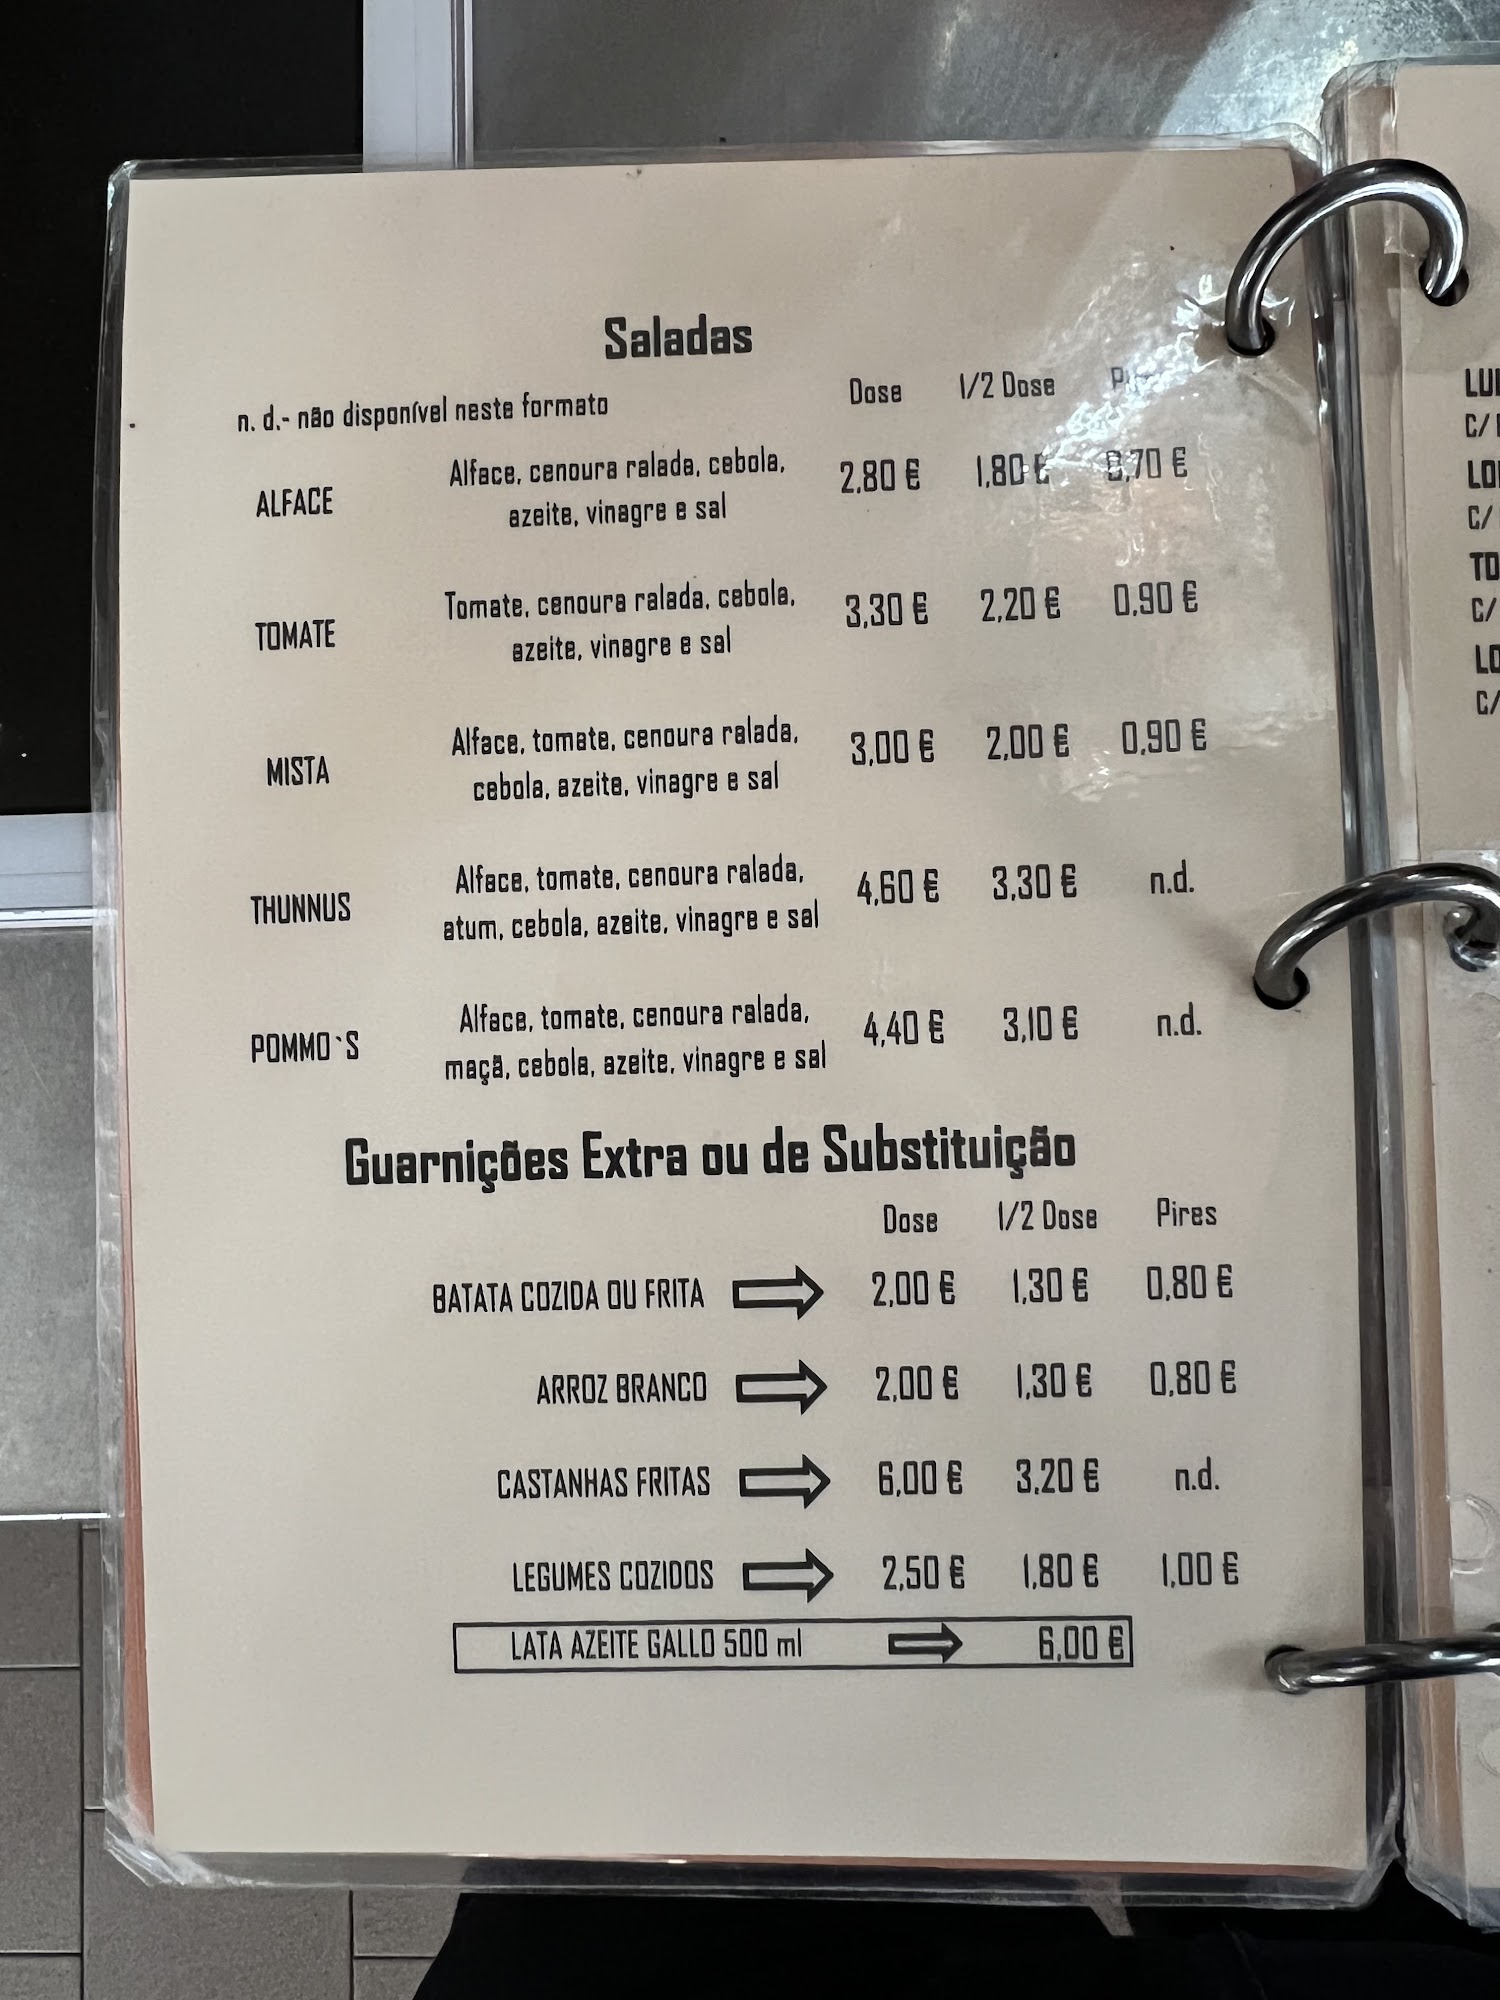 Saladas
n. d.- não disponível neste formato Dose 1/2 Dose
ALFACE Alface, cenoura ralada, cebola, azeite, vinagre e sal 2,80 € 1,80 € 0,70 €
TOMATE Tomate, cenoura ralada, cebola, azeite, vinagre e sal 3,30 € 2,20 € 0,90 €
MISTA Alface, tomate, cenoura ralada, cebola, azeite, vinagre e sal 3,00 € 2,00 € 0,90 €
THUNNUS Alface, tomate, cenoura ralada, atum, cebola, azeite, vinagre e sal 4,60 € 3,30 € n.d.
POMMO`S Alface, tomate, cenoura ralada, maçã, cebola, azeite, vinagre e sal 4,40 € 3,10 € n.d.
Guarnições Extra ou de Substituição
Dose 1/2 Dose Pires
BATATA COZIDA OU FRITA 2,00 € 1,30 € 0,80 €
ARROZ BRANCO 2,00 € 1,30 € 0,80 €
CASTANHAS FRITAS 6,00 € 3,20 € n.d.
LEGUMES COZIDOS 2,50 € 1,80 € 1,00 €
LATA AZEITE GALLO 500 ml 6,00 €
C/
C/
C/